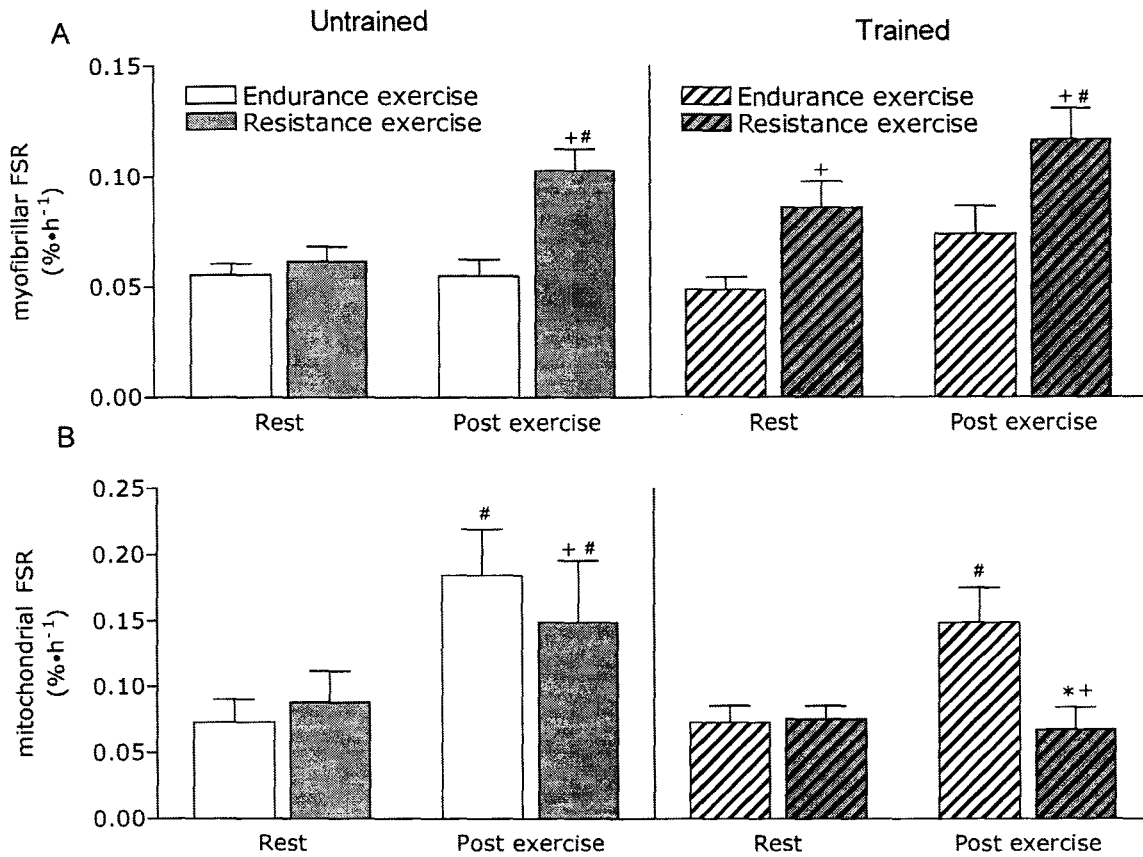 A
Untrained
Trained
myofibrillar FSR
(%•h⁻¹)
0.15
0.10
0.05
0.00
Endurance exercise
Resistance exercise
+#
Endurance exercise
Resistance exercise
+
+#
Rest
Post exercise
Rest
Post exercise
B
mitochondrial FSR
(%•h⁻¹)
0.25
0.20
0.15
0.10
0.05
0.00
#
+ #
#
*+
Rest
Post exercise
Rest
Post exercise